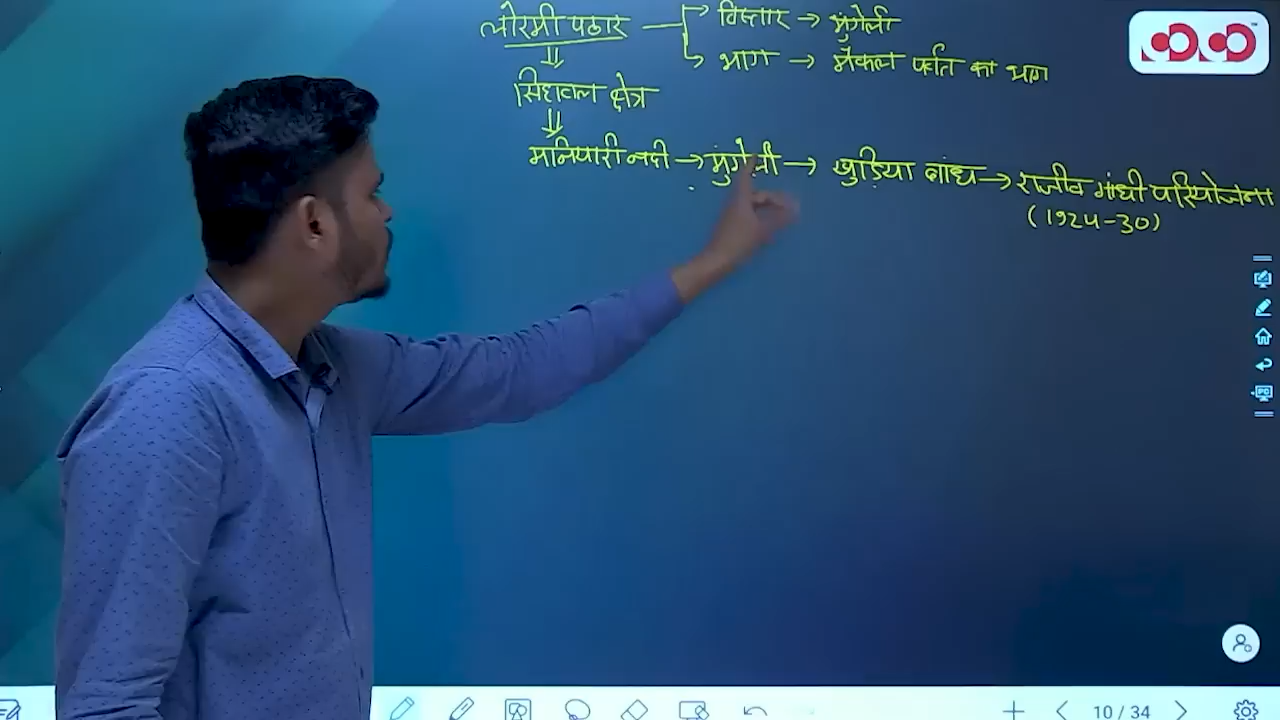 लोरमी पठार → विस्तार → मुंगेली
→ भाग → मैकल पर्वत का भाग
⇓
सिहावल क्षेत्र
⇓
मनियारी नदी → मुंगेली → खुड़िया बांध → राजीव गांधी परियोजना
(1924-30)
10 / 34